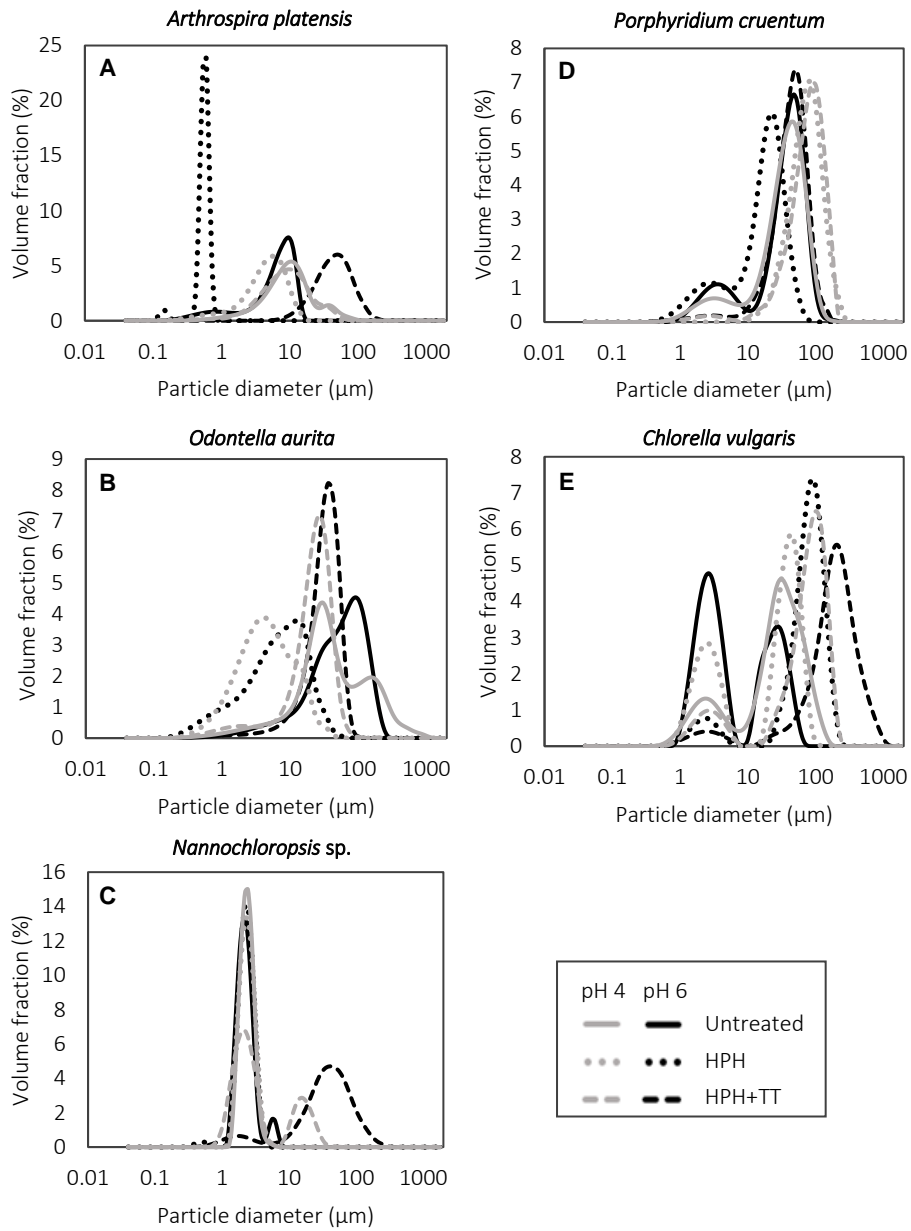 Arthrospira platensis
A
25
20
15
10
5
0
Volume fraction (%)
0.01 0.1 1 10 100 1000
Particle diameter (µm)
Porphyridium cruentum
D
8
7
6
5
4
3
2
1
0
Volume fraction (%)
0.01 0.1 1 10 100 1000
Particle diameter (µm)
Odontella aurita
B
9
8
7
6
5
4
3
2
1
0
Volume fraction (%)
0.01 0.1 1 10 100 1000
Particle diameter (µm)
Chlorella vulgaris
E
8
7
6
5
4
3
2
1
0
Volume fraction (%)
0.01 0.1 1 10 100 1000
Particle diameter (µm)
Nannochloropsis sp.
C
16
14
12
10
8
6
4
2
0
Volume fraction (%)
0.01 0.1 1 10 100 1000
Particle diameter (µm)
pH 4 pH 6
Untreated
HPH
HPH+TT